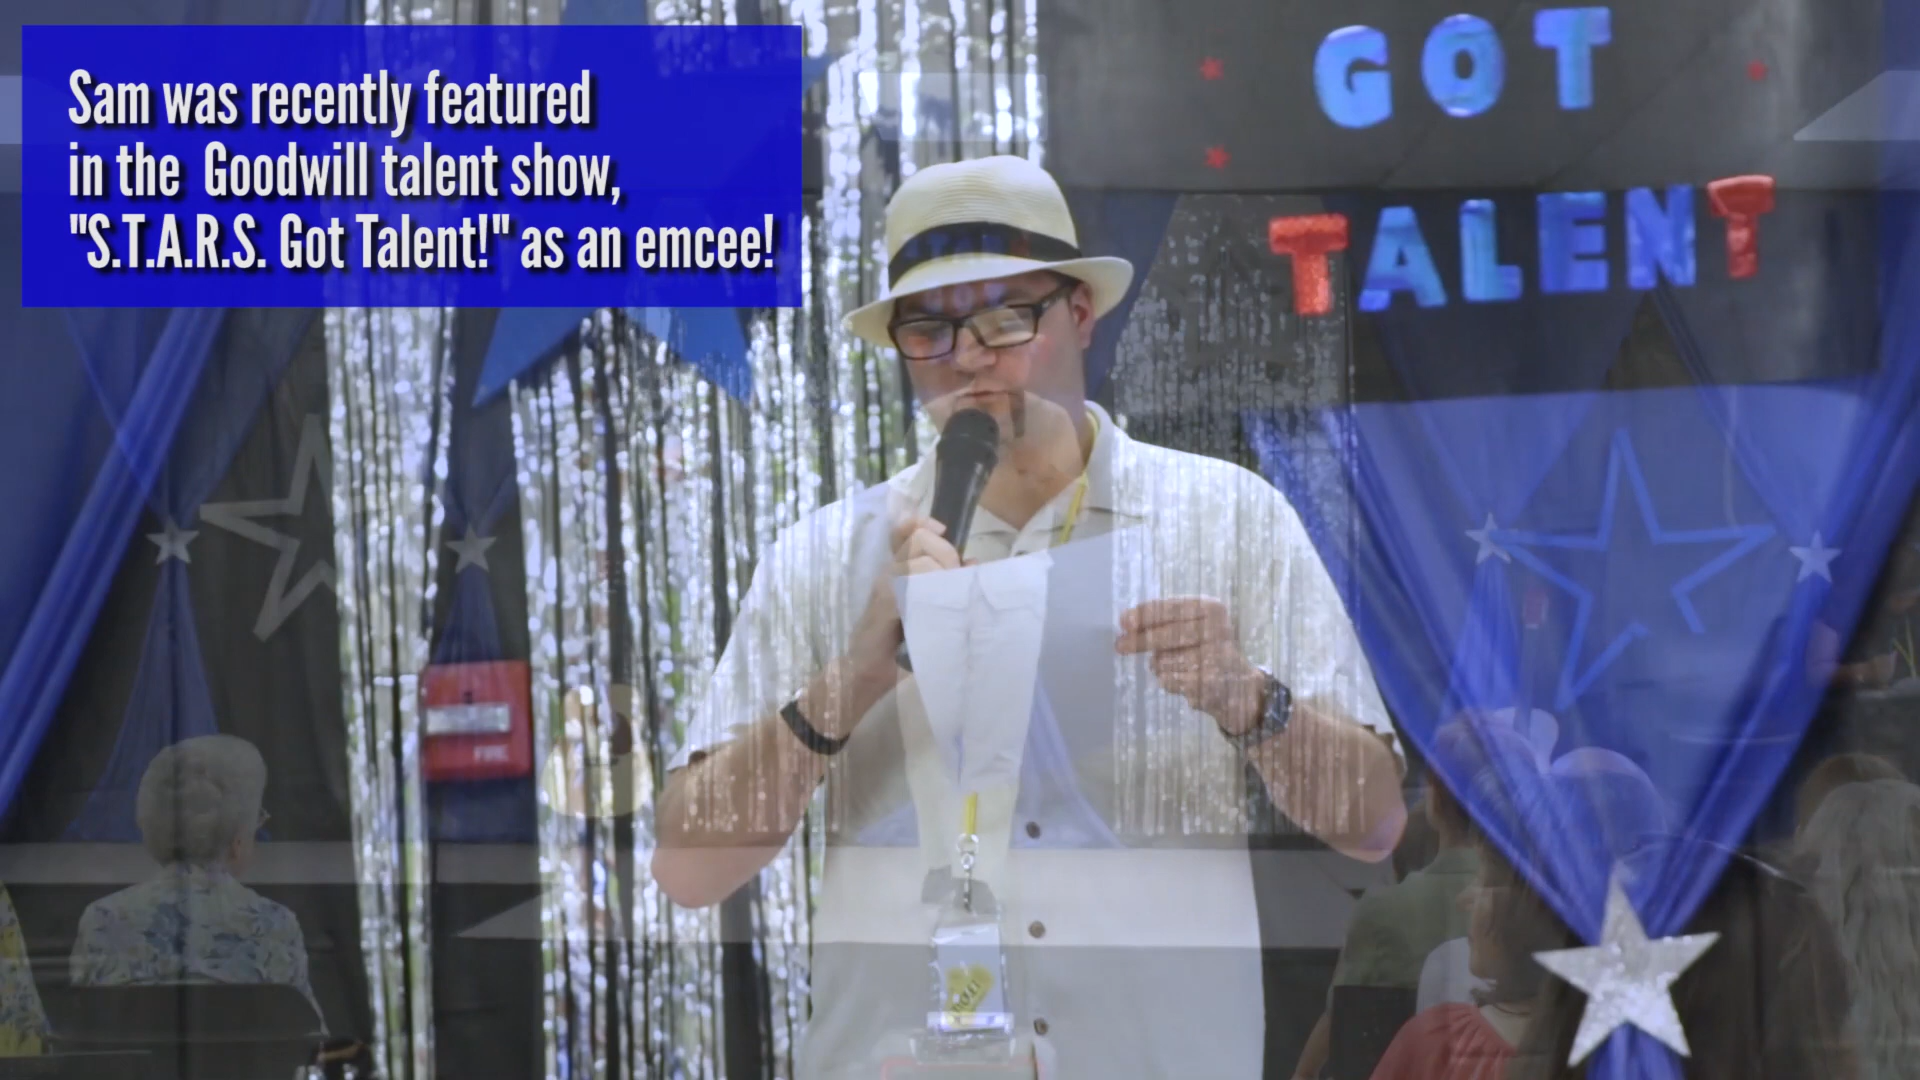 Sam was recently featured
in the  Goodwill talent show,
"S.T.A.R.S. Got Talent!" as an emcee!
GOT
TALENT
FIRE